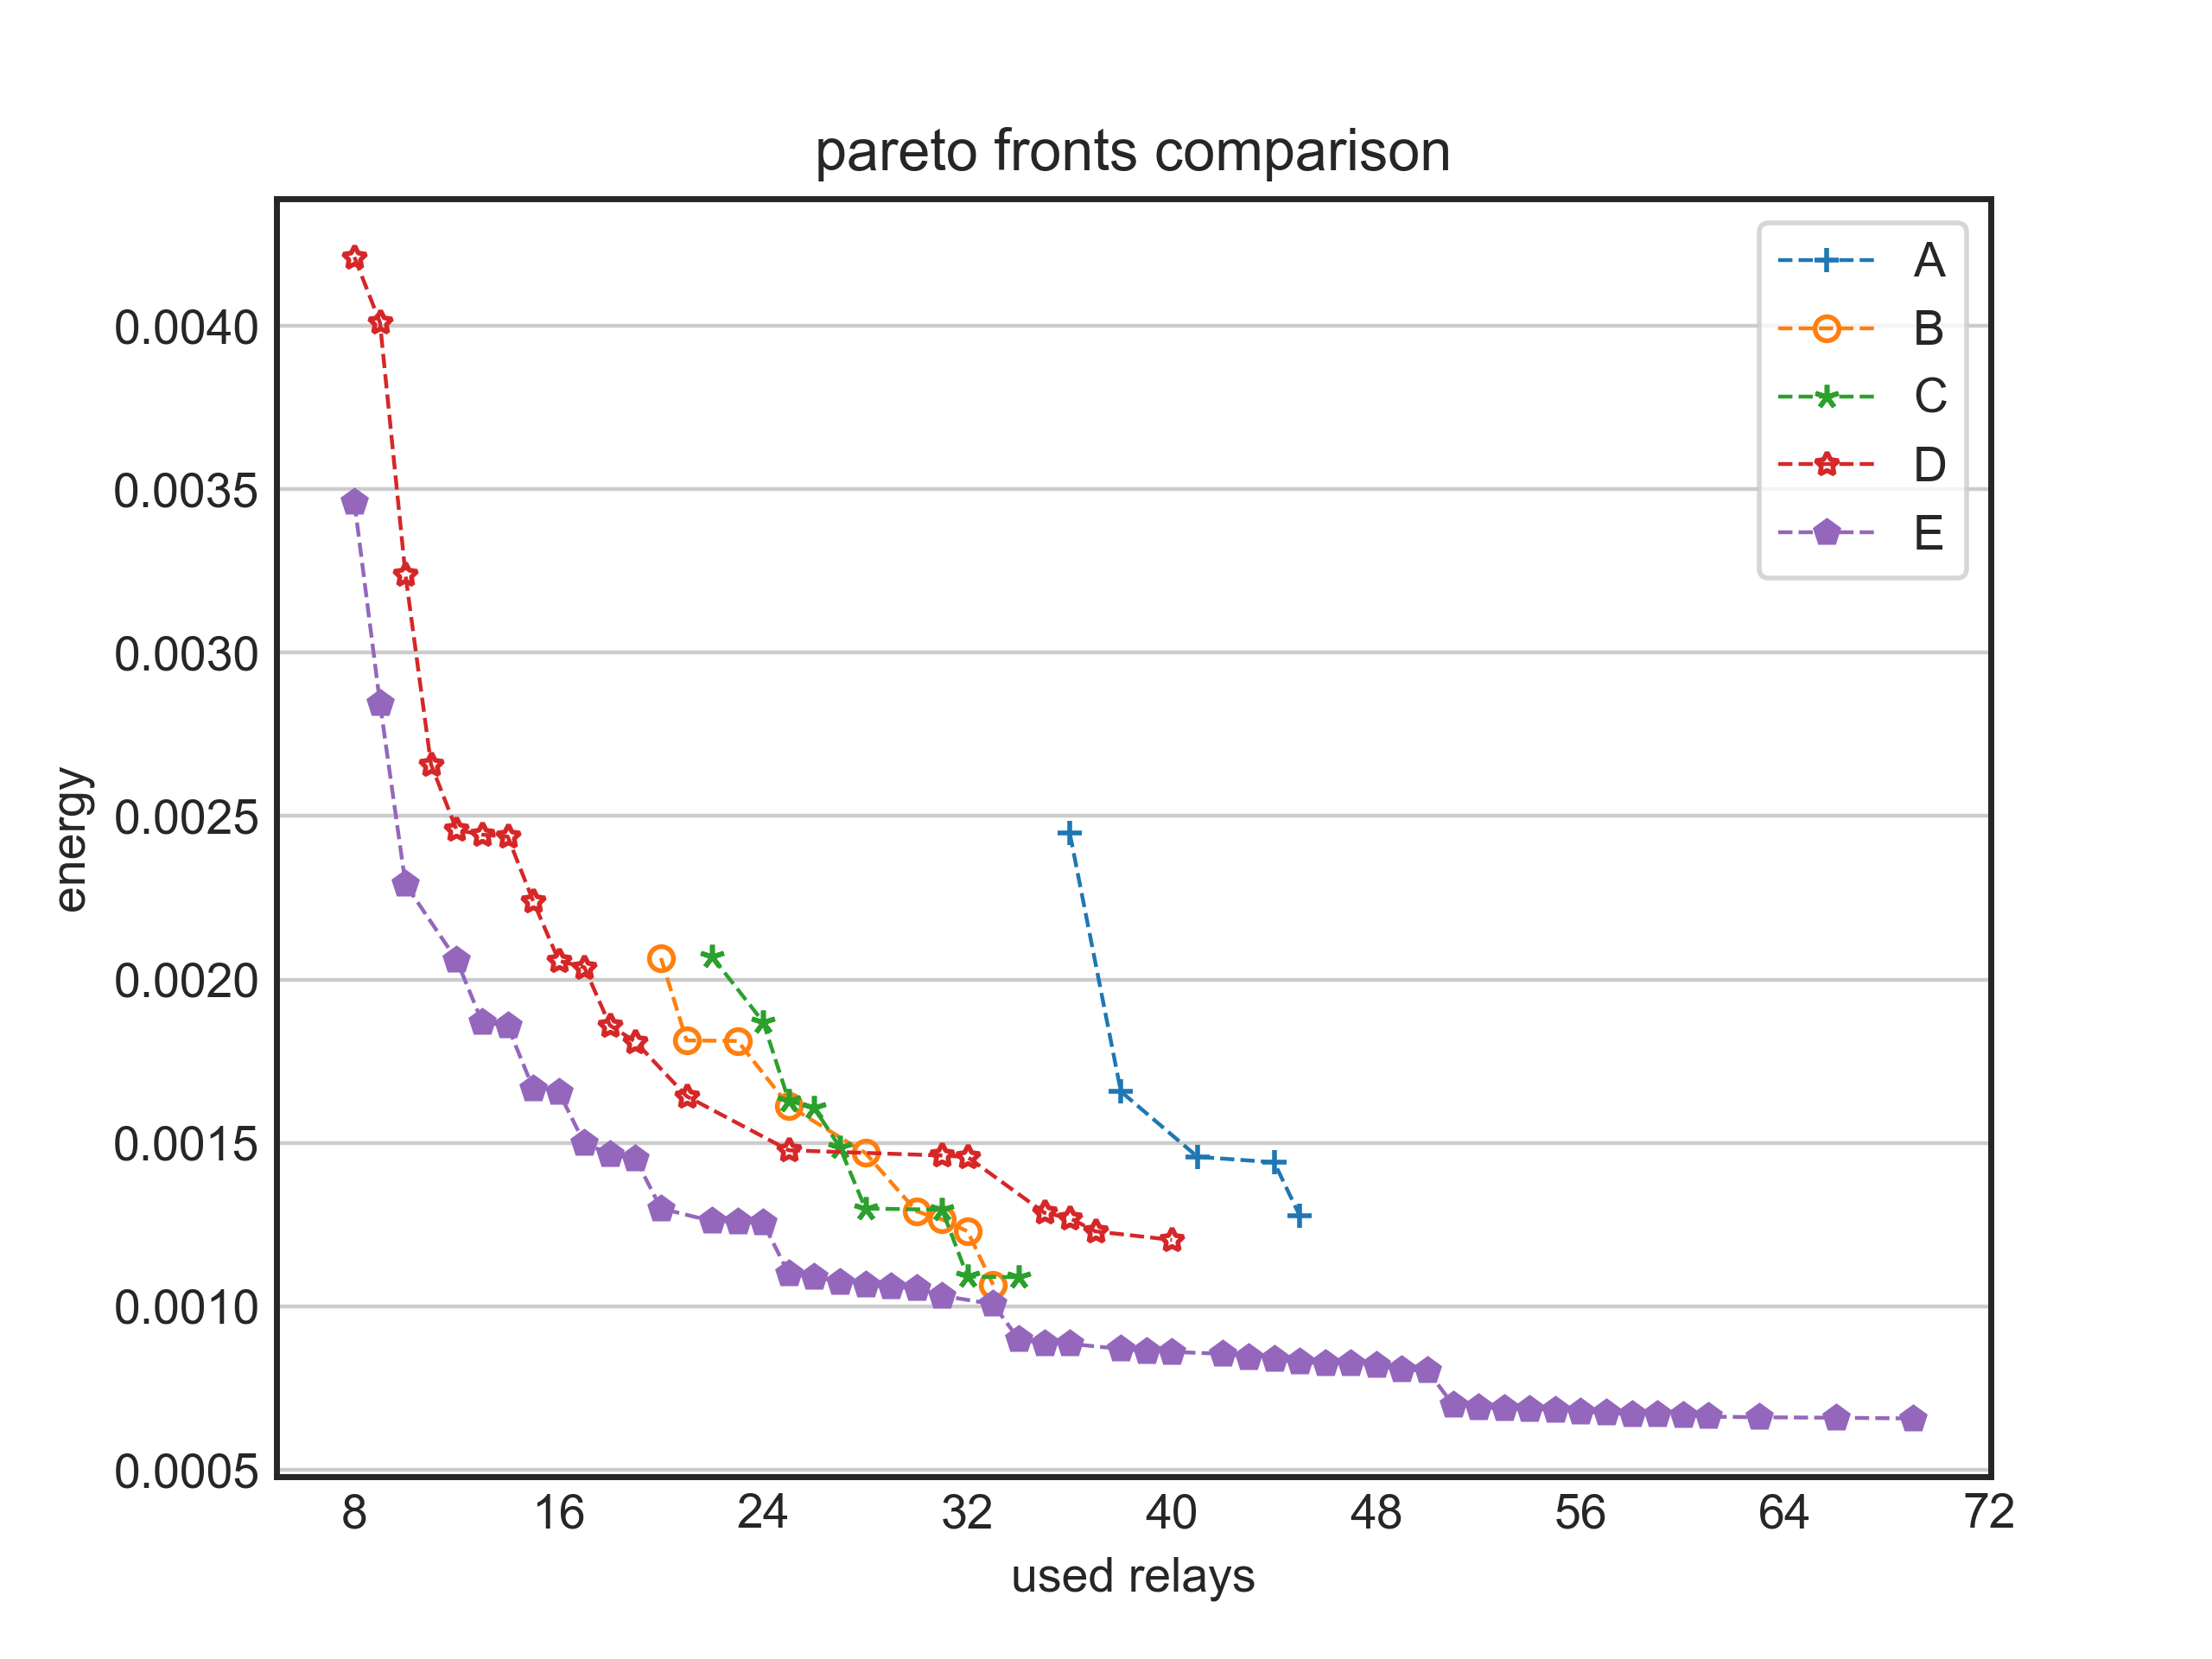 pareto fronts comparison
A
B
C
D
E
0.0040
0.0035
0.0030
0.0025
0.0020
0.0015
0.0010
0.0005
energy
8 16 24 32 40 48 56 64 72
used relays